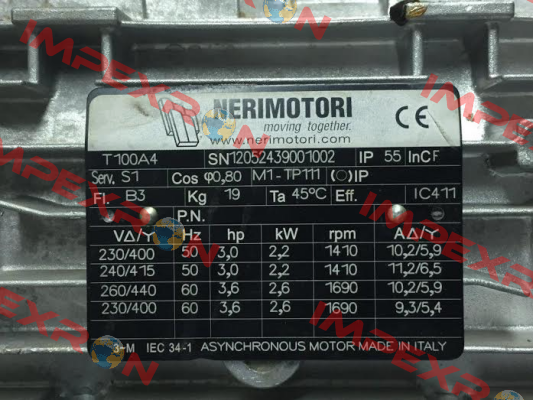 NERIMOTORI
moving together.
www.nerimotori.com
CE
T100A4 SN12052439001002 IP 55 InCF
Serv. S1 Cos φ0,80 M1-TP111 (○)IP
Fl. B3 Kg 19 Ta 45°C Eff. IC411
P.N.
V∆/Y Hz hp kW rpm A∆/Y
230/400 50 3,0 2,2 1410 10,2/5,9
240/415 50 3,0 2,2 1410 11,2/6,5
260/440 60 3,6 2,6 1690 10,2/5,9
230/400 60 3,6 2,6 1690 9,3/5,4
3~M IEC 34-1 ASYNCHRONOUS MOTOR MADE IN ITALY
IMPEXRON
IMPEXRON
IMPEXRON
IMPEXRON